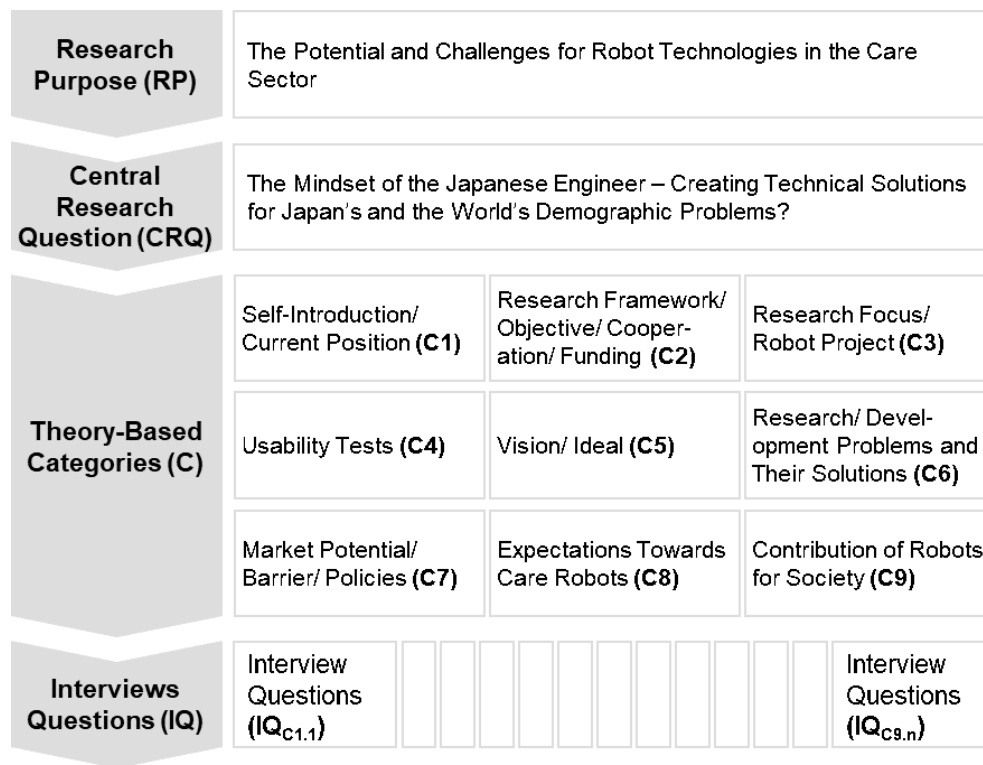 Research
Purpose (RP)
The Potential and Challenges for Robot Technologies in the Care
Sector
Central
Research
Question (CRQ)
The Mindset of the Japanese Engineer – Creating Technical Solutions
for Japan's and the World's Demographic Problems?
Theory-Based
Categories (C)
Self-Introduction/
Current Position (C1)
Research Framework/
Objective/ Cooper-
ation/ Funding (C2)
Research Focus/
Robot Project (C3)
Usability Tests (C4)
Vision/ Ideal (C5)
Research/ Devel-
opment Problems and
Their Solutions (C6)
Market Potential/
Barrier/ Policies (C7)
Expectations Towards
Care Robots (C8)
Contribution of Robots
for Society (C9)
Interviews
Questions (IQ)
Interview
Questions
(IQC1.1)
Interview
Questions
(IQC9.n)